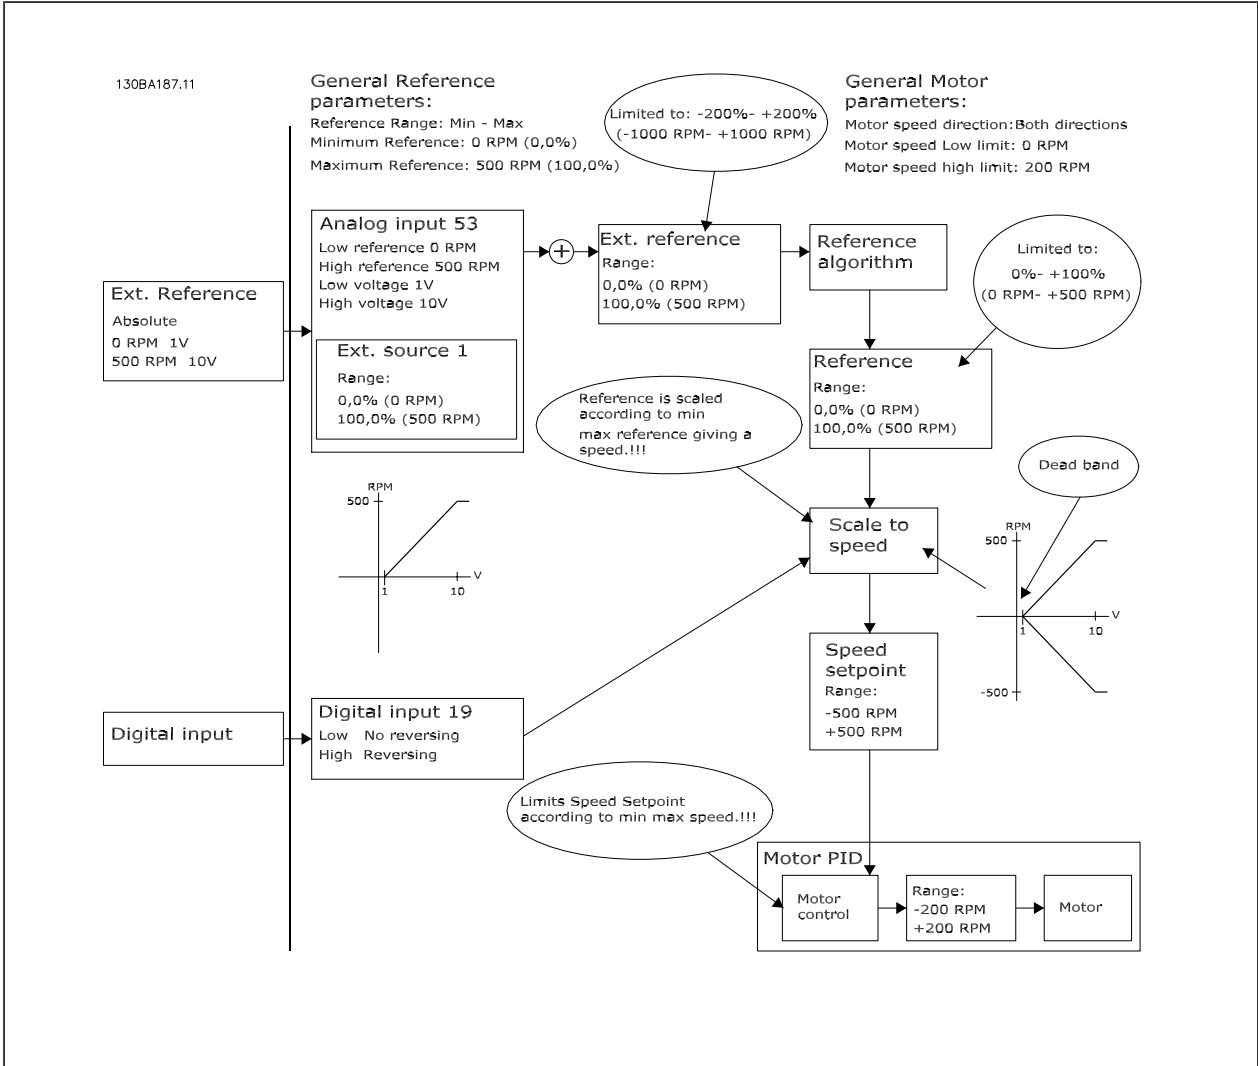 130BA187.11
General Reference
parameters:
Reference Range: Min - Max
Minimum Reference: 0 RPM (0,0%)
Maximum Reference: 500 RPM (100,0%)
Limited to: -200%- +200%
(-1000 RPM- +1000 RPM)
General Motor
parameters:
Motor speed direction:Both directions
Motor speed Low limit: 0 RPM
Motor speed high limit: 200 RPM
Ext. Reference
Absolute
0 RPM 1V
500 RPM 10V
Analog input 53
Low reference 0 RPM
High reference 500 RPM
Low voltage 1V
High voltage 10V
Ext. source 1
Range:
0,0% (0 RPM)
100,0% (500 RPM)
+
Ext. reference
Range:
0,0% (0 RPM)
100,0% (500 RPM)
Reference
algorithm
Limited to:
0%- +100%
(0 RPM- +500 RPM)
Reference
Range:
0,0% (0 RPM)
100,0% (500 RPM)
Reference is scaled
according to min
max reference giving a
speed.!!!
Dead band
RPM
500
V
1
10
Scale to
speed
RPM
500
V
1
10
-500
Speed
setpoint
Range:
-500 RPM
+500 RPM
Digital input
Digital input 19
Low No reversing
High Reversing
Limits Speed Setpoint
according to min max speed.!!!
Motor PID
Motor
control
Range:
-200 RPM
+200 RPM
Motor